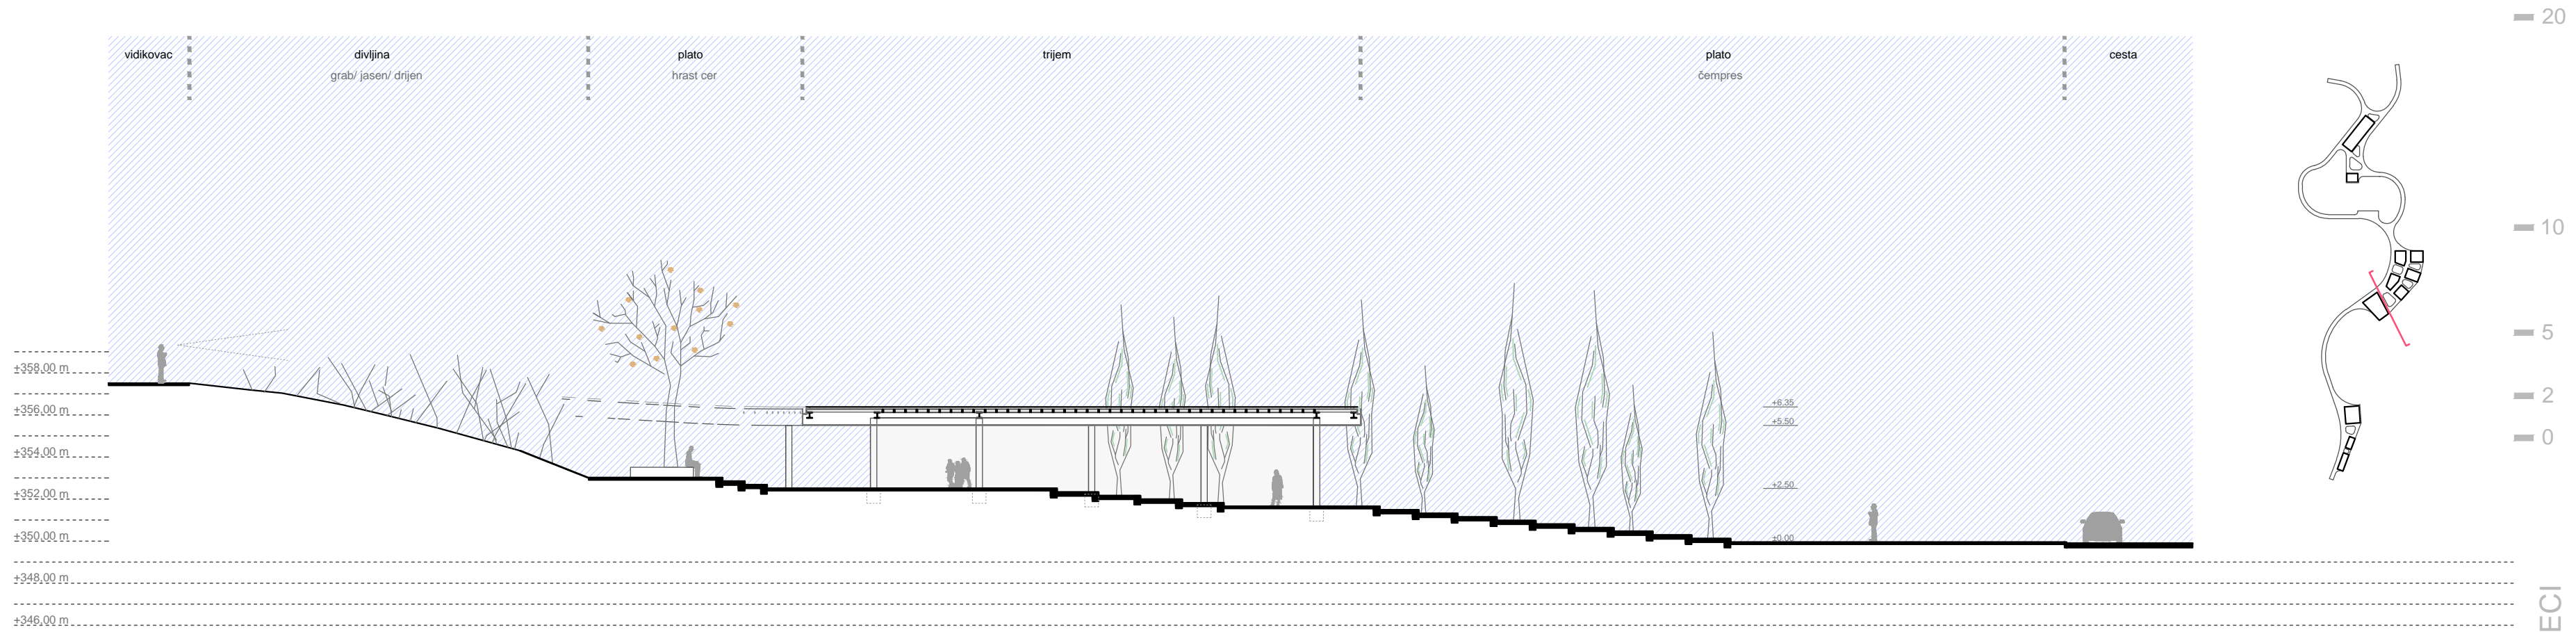 vidikovac
divljina
grab/ jasen/ drijen
plato
hrast cer
trijem
plato
čempres
cesta
20
10
5
2
0
+358,00 m
+356,00 m
+354,00 m
+352,00 m
+350,00 m
+348,00 m
+346,00 m
+6.35
+5.50
+2.50
±0.00
ECI